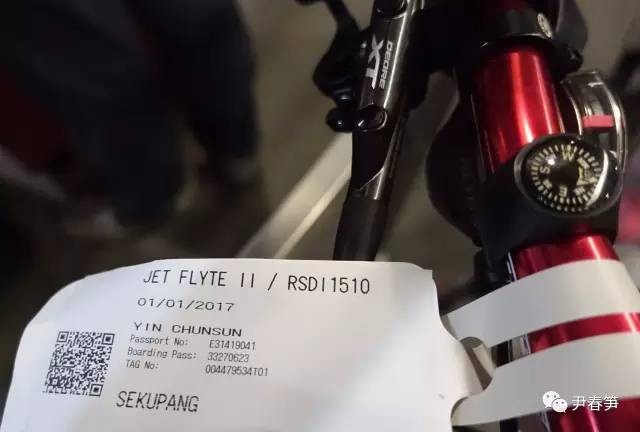 DEORE
XT
S
W
E
JET FLYTE II / RSDI1510
01/01/2017
YIN CHUNSUN
Passport No: E31419041
Boarding Pass: 33270623
TAG No: 004479534T01
SEKUPANG
尹春笋